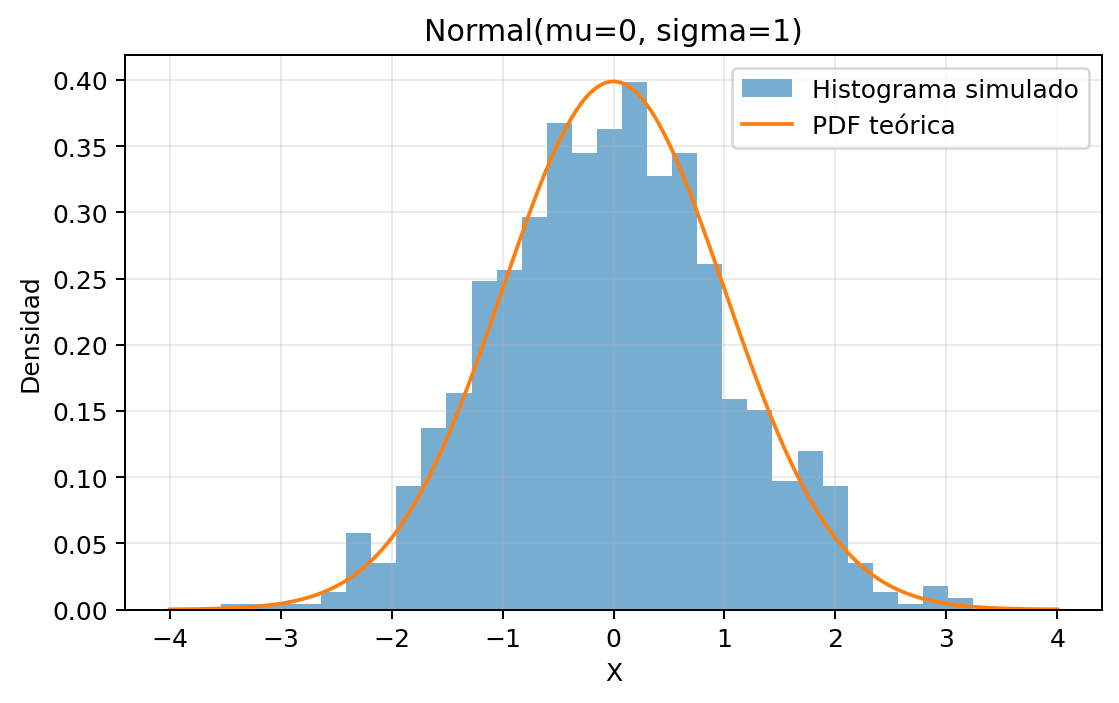 Normal(mu=0, sigma=1)
Histograma simulado
PDF teórica
Densidad
0.40
0.35
0.30
0.25
0.20
0.15
0.10
0.05
0.00
−4 −3 −2 −1 0 1 2 3 4
X